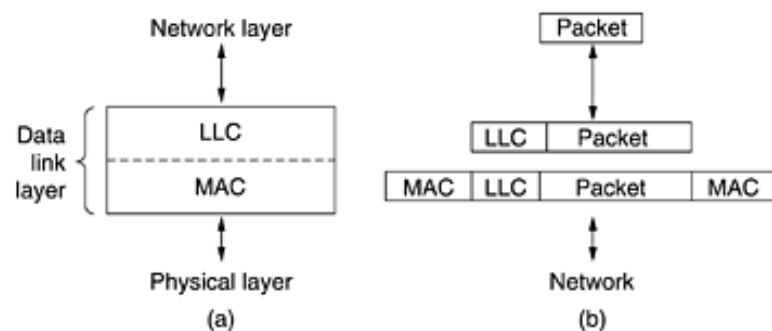 Network layer
Data
link
layer
LLC
MAC
Physical layer
(a)
Packet
LLC Packet
MAC LLC Packet MAC
Network
(b)